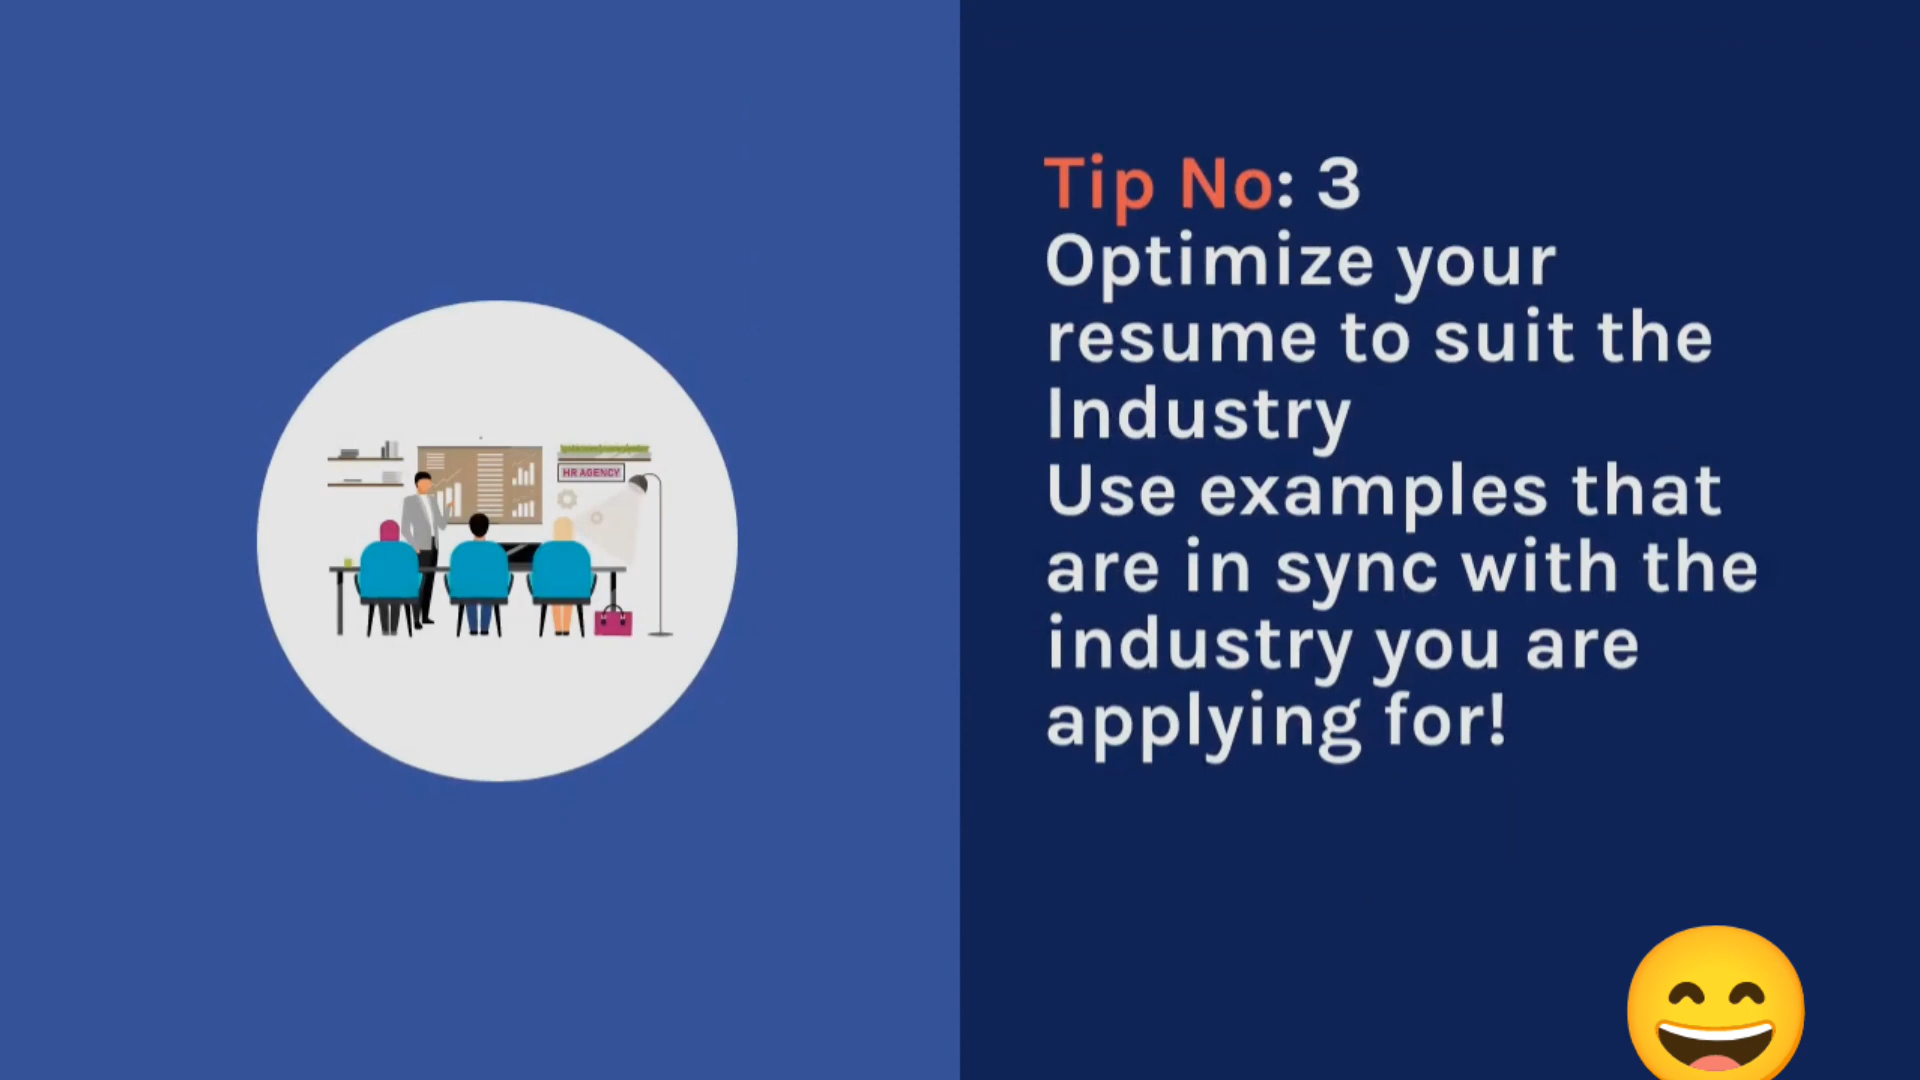 HR AGENCY
Tip No: 3
Optimize your
resume to suit the
Industry
Use examples that
are in sync with the
industry you are
applying for!